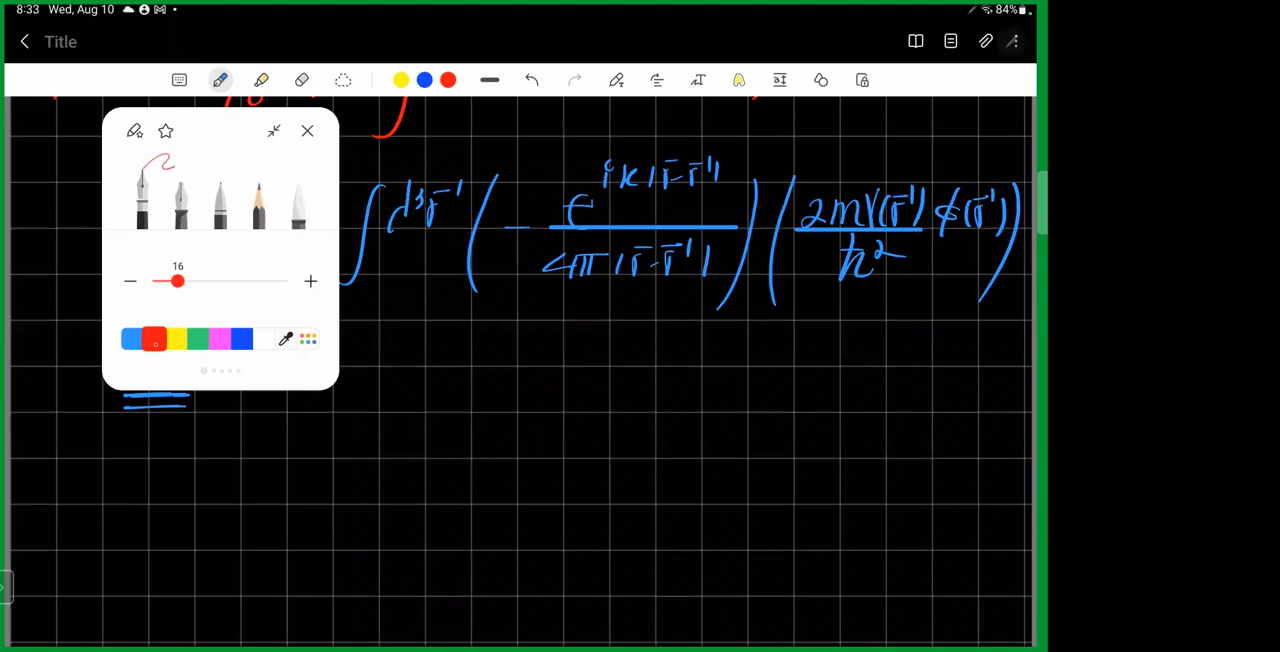 8:33 Wed, Aug 10 84%
Title
16
∫ d³r̄' ( - e^{ik|r̄-r̄'|} / 4π|r̄-r̄'| ) ( 2mV(r̄') / ħ² ϕ(r̄') )